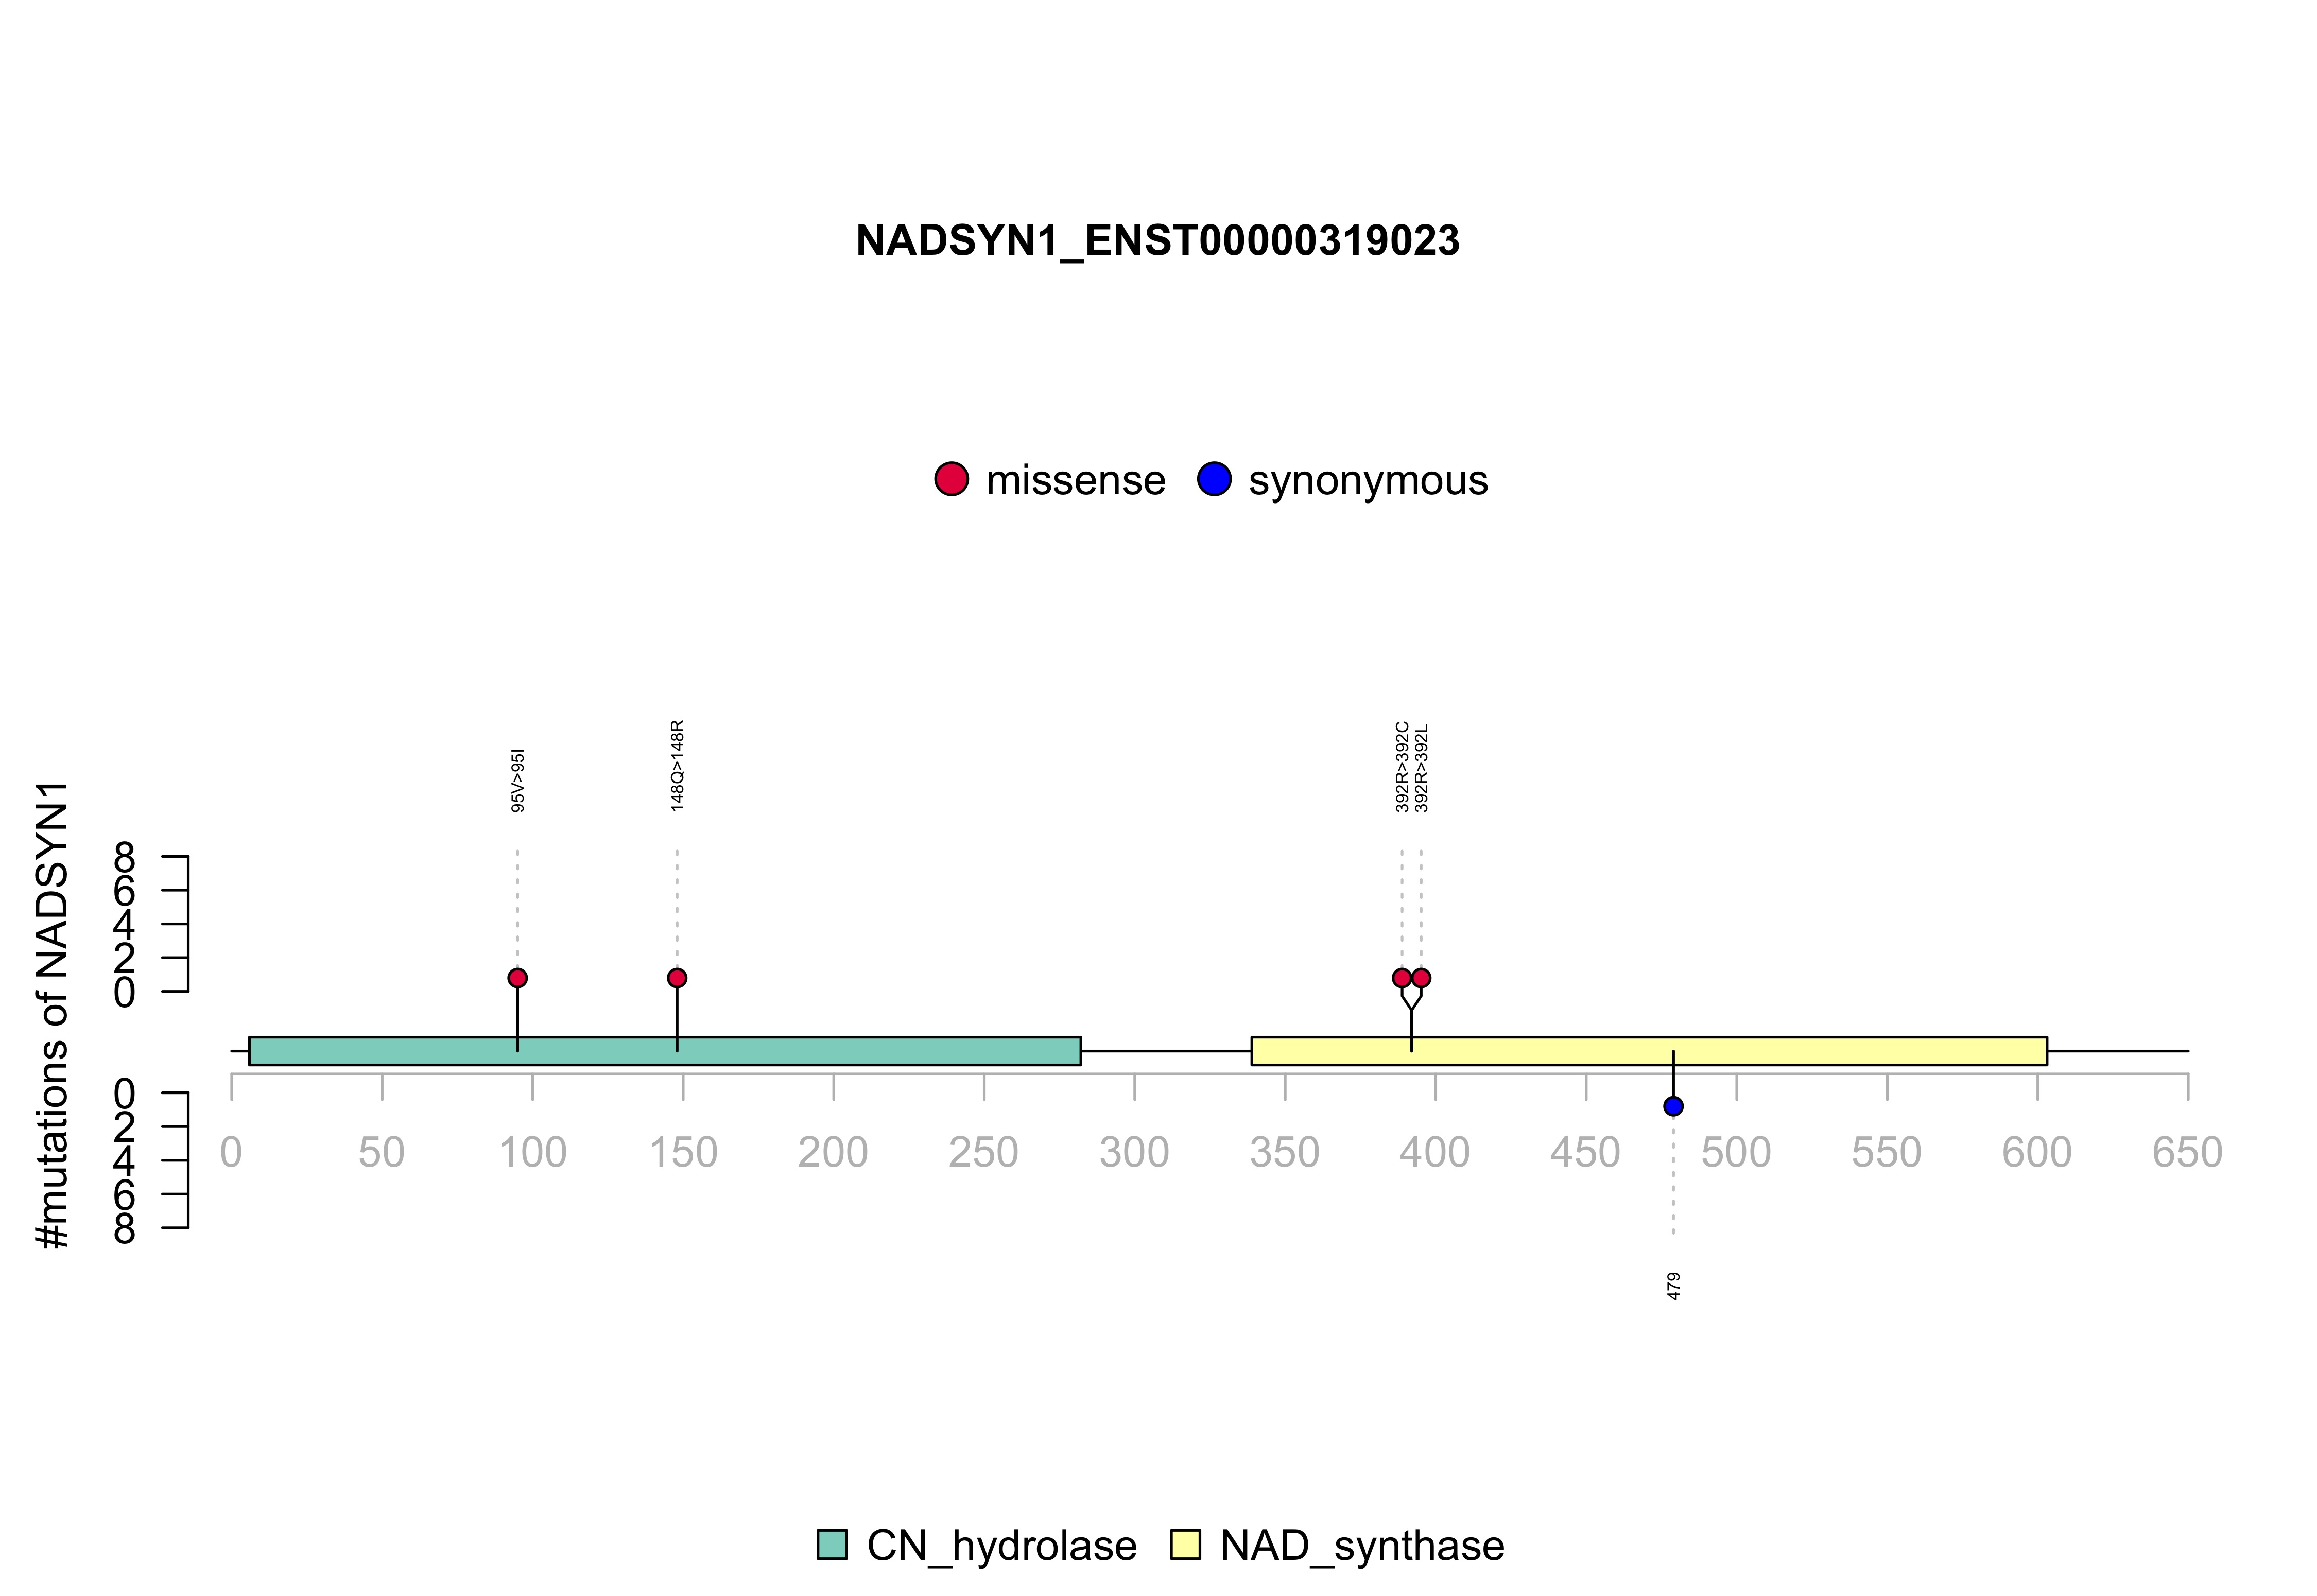 NADSYN1_ENST00000319023
missense synonymous
95V>95I
148Q>148R
392R>392C
392R>392L
#mutations of NADSYN1
8
6
4
2
0
0
2
4
6
8
0 50 100 150 200 250 300 350 400 450 500 550 600 650
479
CN_hydrolase NAD_synthase